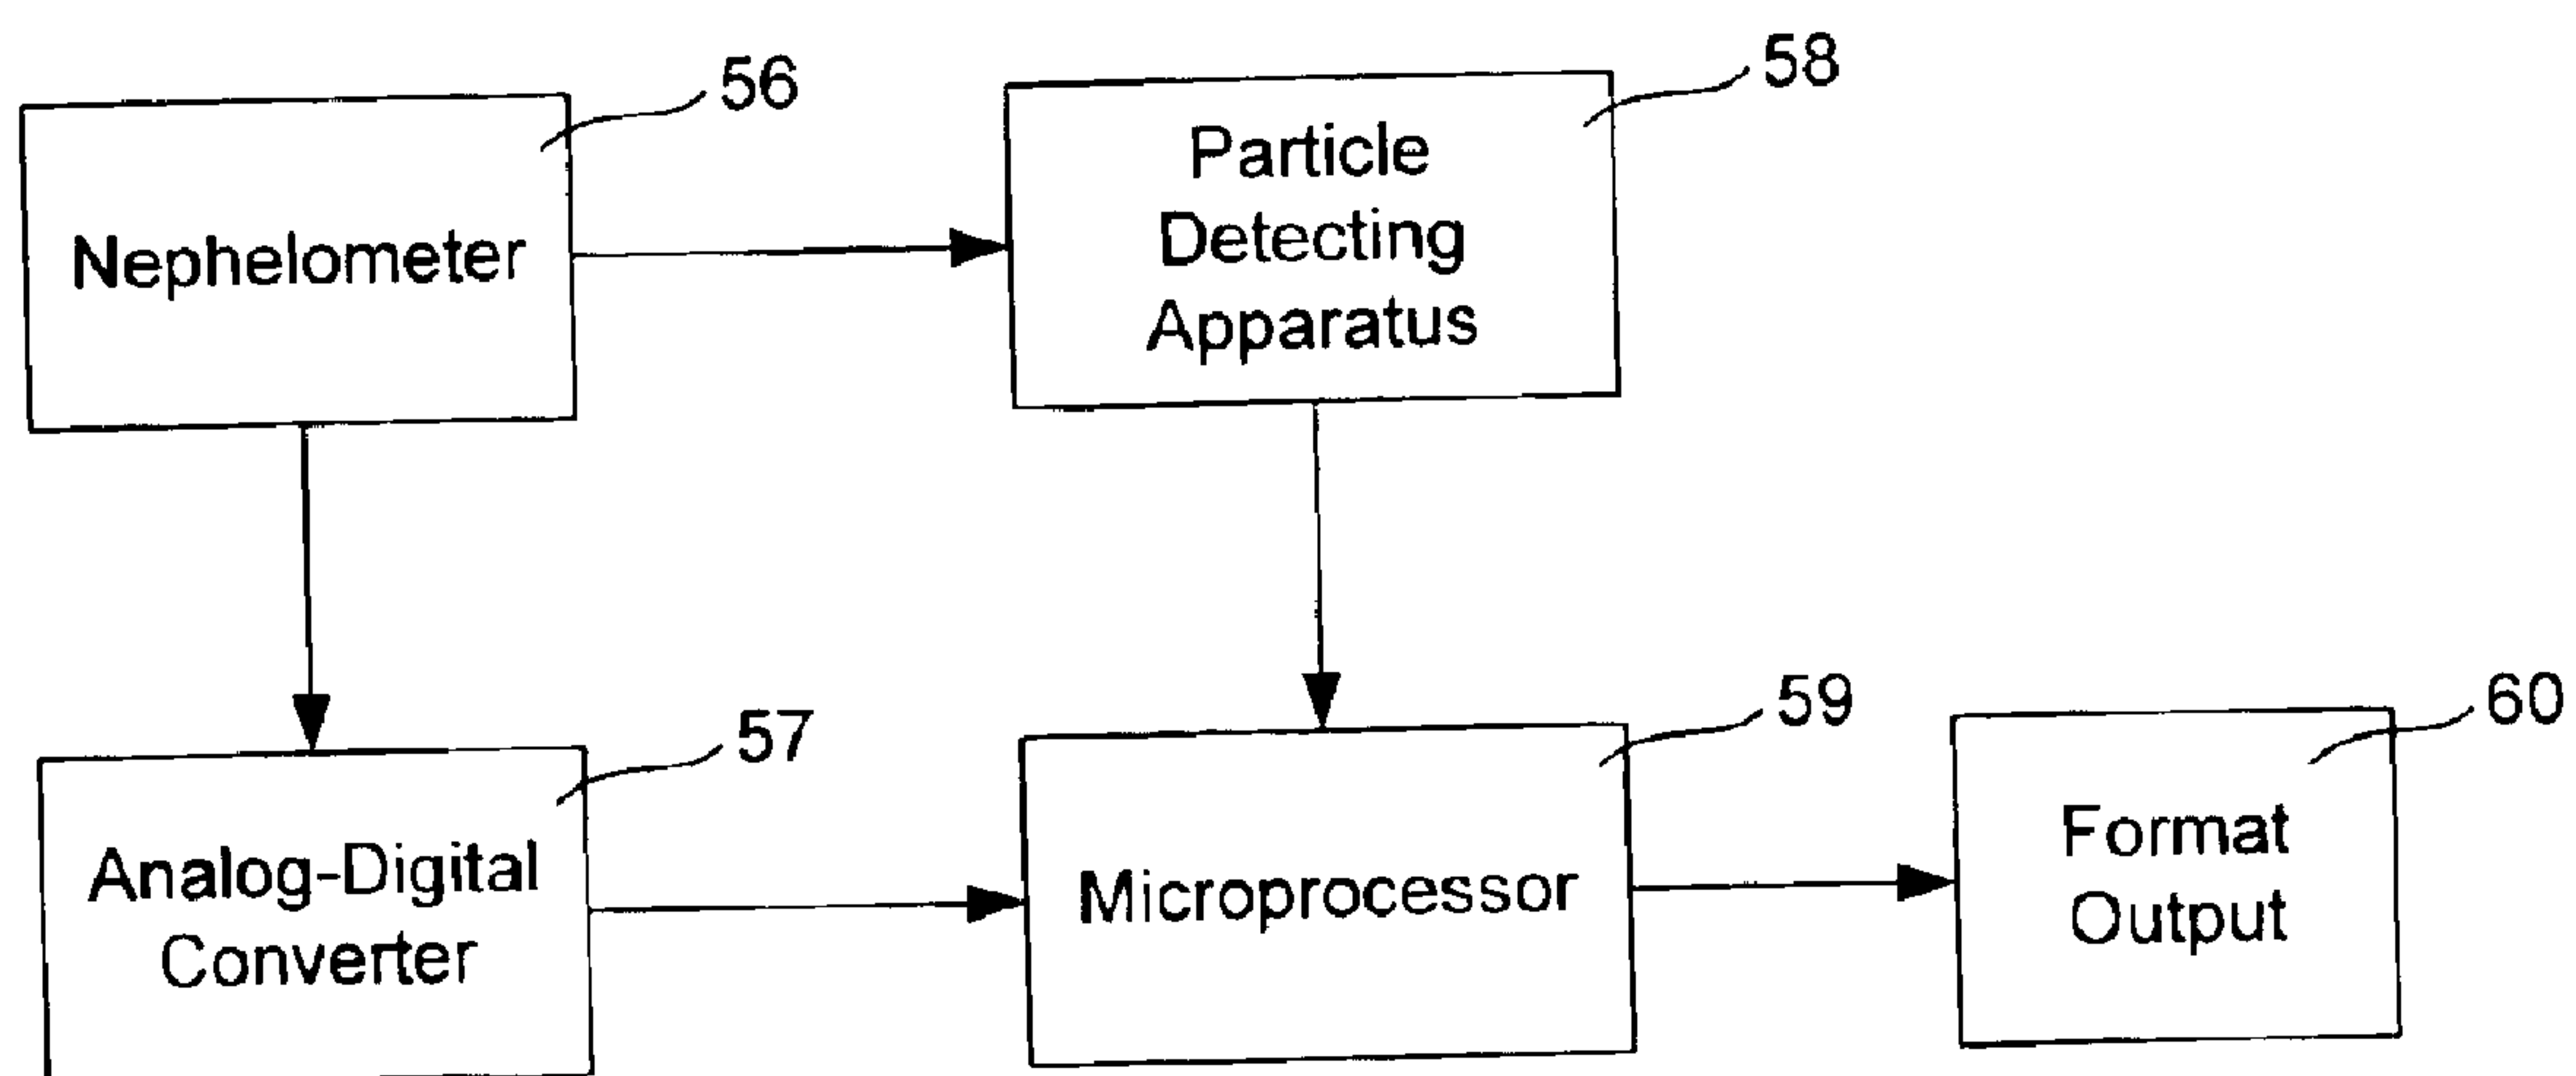 56
Nephelometer
58
Particle
Detecting
Apparatus
57
Analog-Digital
Converter
59
Microprocessor
60
Format
Output